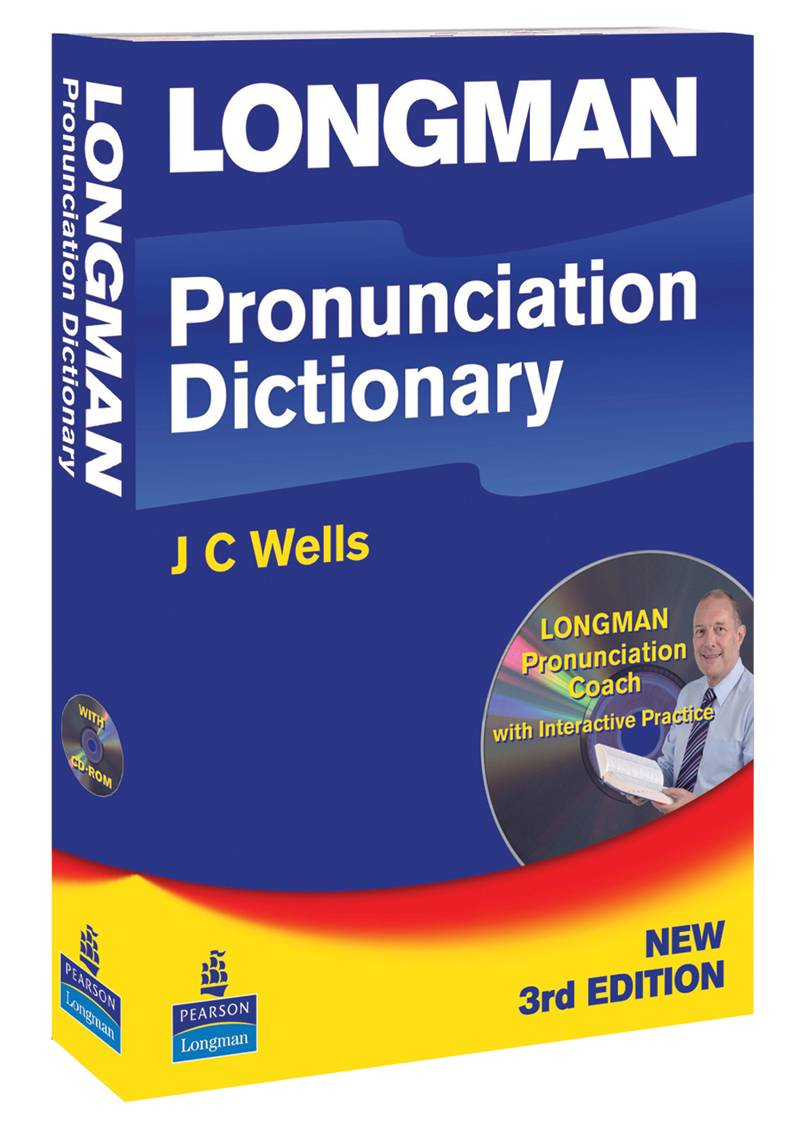 LONGMAN
Pronunciation Dictionary
WITH
CD-ROM
PEARSON
Longman
LONGMAN
Pronunciation
Dictionary
J C Wells
LONGMAN
Pronunciation
Coach
with Interactive Practice
NEW
3rd EDITION
PEARSON
Longman